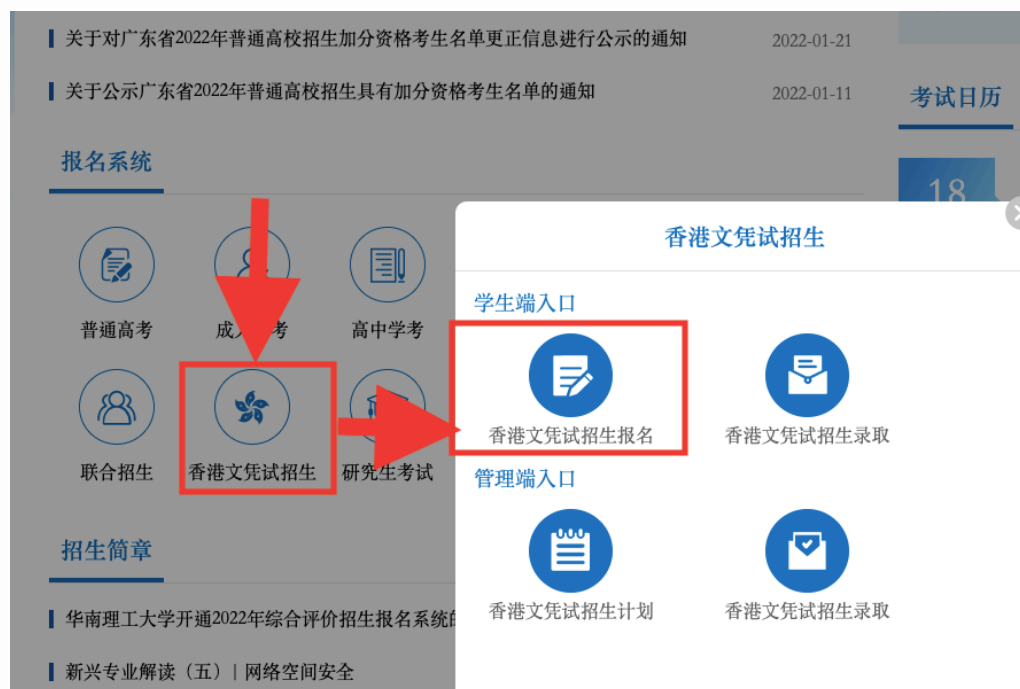 关于对广东省2022年普通高校招生加分资格考生名单更正信息进行公示的通知
2022-01-21
关于公示广东省2022年普通高校招生具有加分资格考生名单的通知
2022-01-11
考试日历
18
报名系统
普通高考
成人
考
高中学考
联合招生
香港文凭试招生
研究生考试
香港文凭试招生
学生端入口
香港文凭试招生报名
香港文凭试招生录取
管理端入口
香港文凭试招生计划
香港文凭试招生录取
招生简章
华南理工大学开通2022年综合评价招生报名系统的
新兴专业解读（五）| 网络空间安全